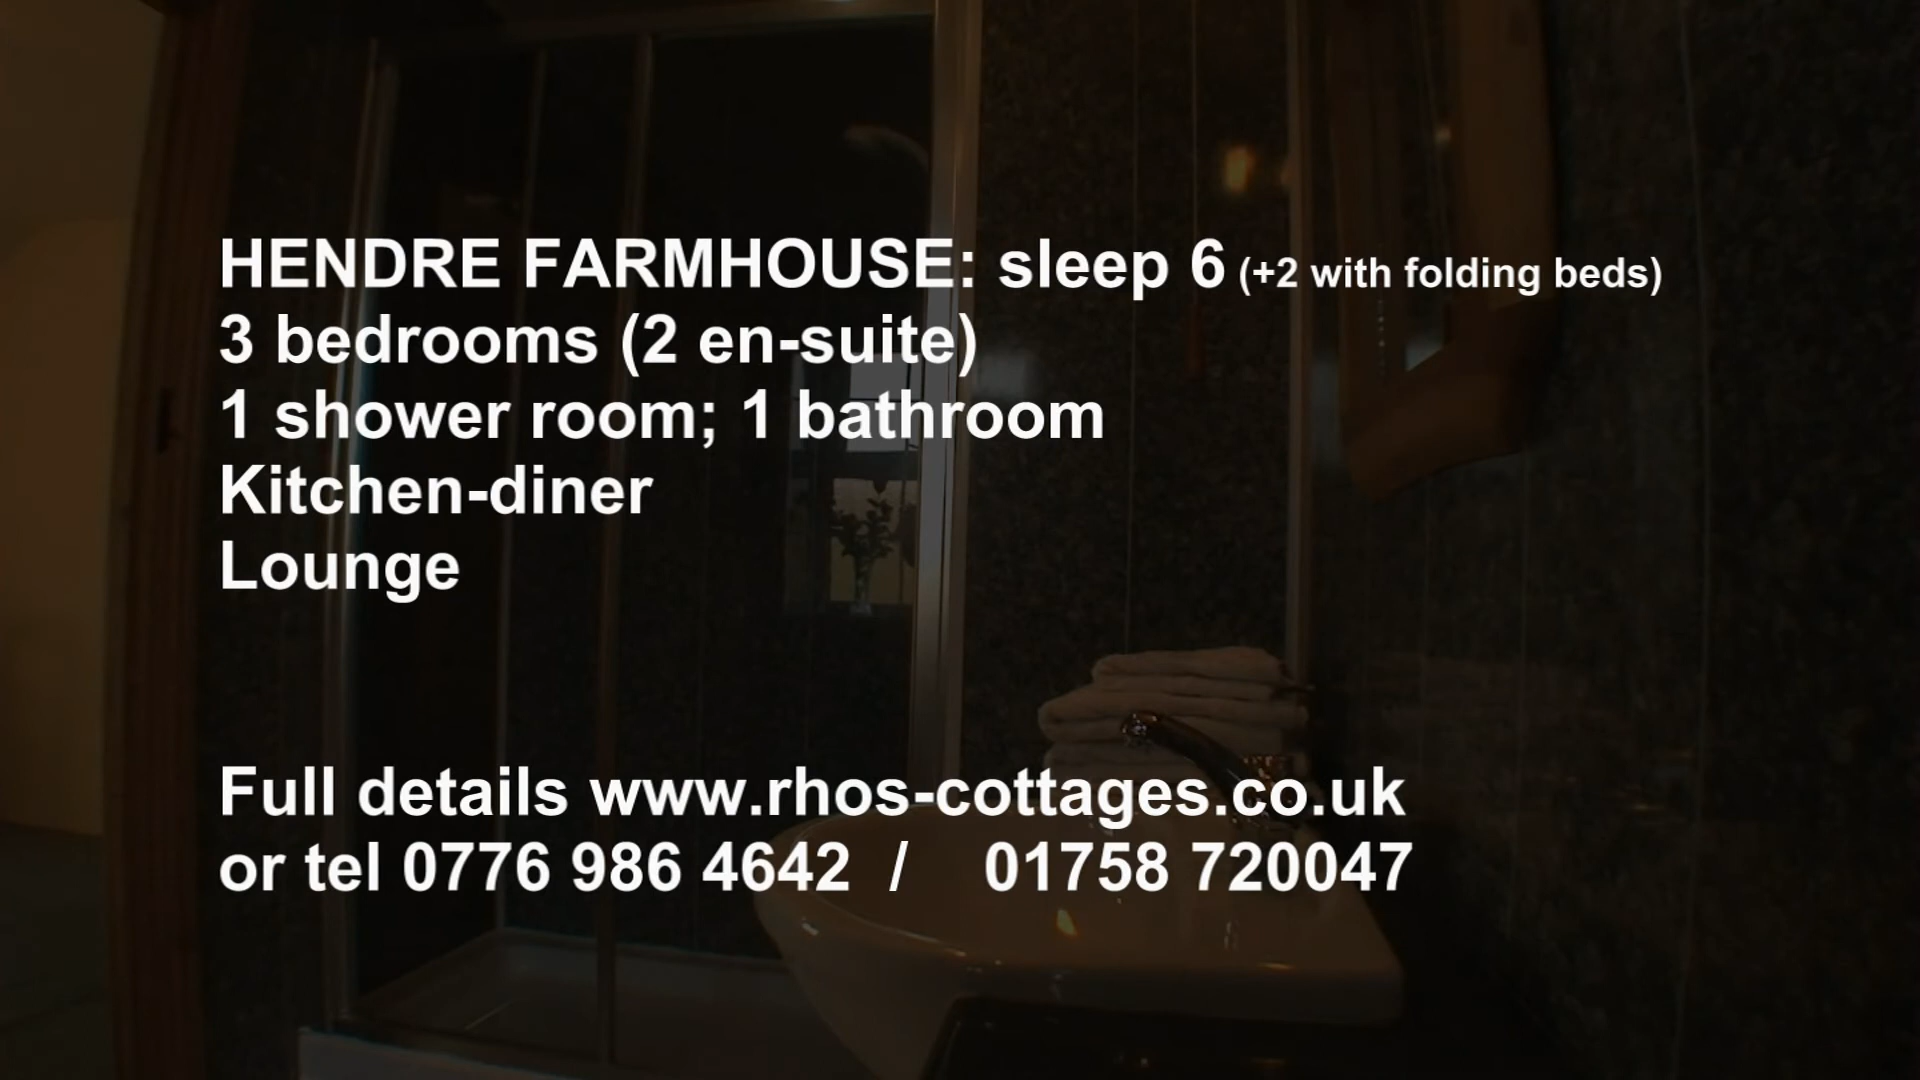 HENDRE FARMHOUSE: sleep 6 (+2 with folding beds)
3 bedrooms (2 en-suite)
1 shower room; 1 bathroom
Kitchen-diner
Lounge
Full details www.rhos-cottages.co.uk
or tel 0776 986 4642 / 01758 720047